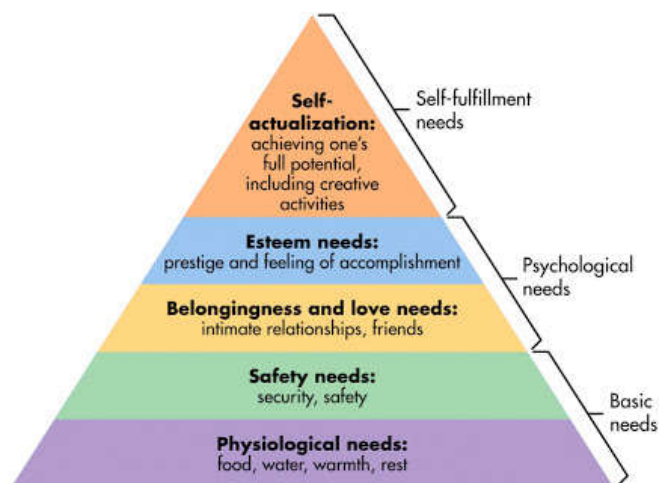 Self-
actualization:
achieving one's
full potential,
including creative
activities
Self-fulfillment
needs
Esteem needs:
prestige and feeling of accomplishment
Belongingness and love needs:
intimate relationships, friends
Psychological
needs
Safety needs:
security, safety
Physiological needs:
food, water, warmth, rest
Basic
needs